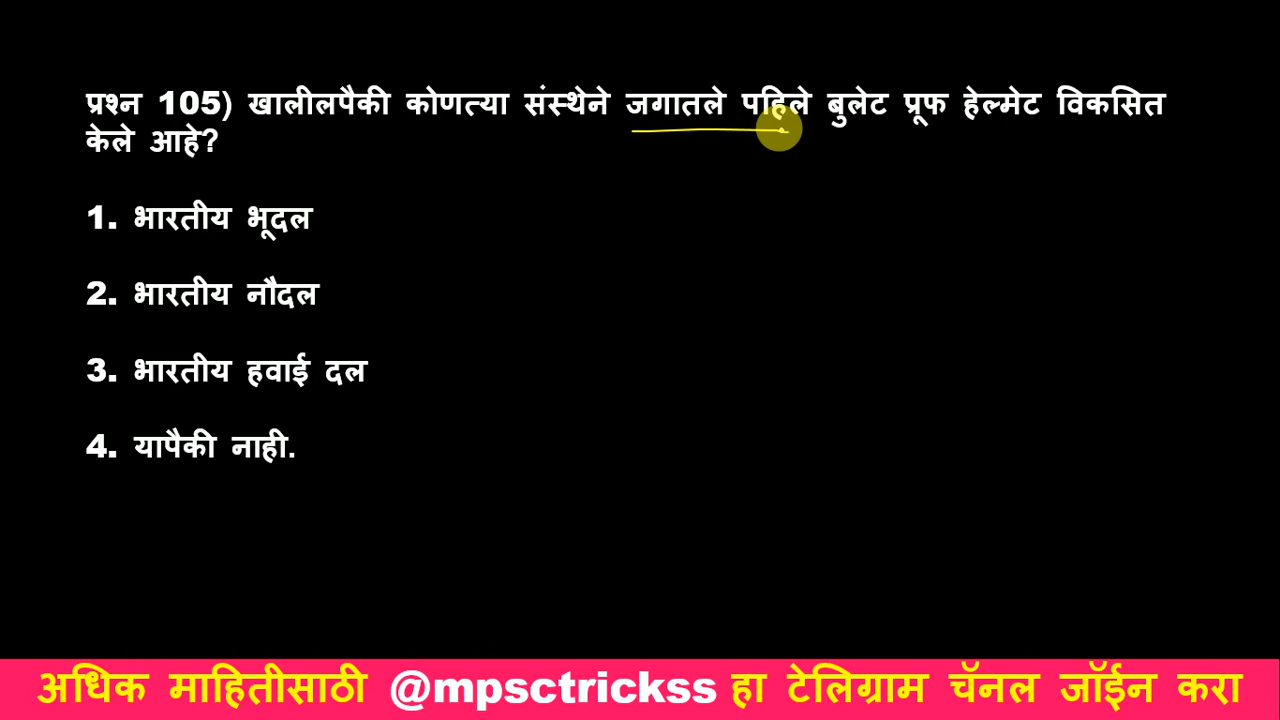 प्रश्न 105) खालीलपैकी कोणत्या संस्थेने जगातले पहिले बुलेट प्रूफ हेल्मेट विकसित
केले आहे?
1. भारतीय भूदल
2. भारतीय नौदल
3. भारतीय हवाई दल
4. यापैकी नाही.
अधिक माहितीसाठी @mpsctrickss हा टेलिग्राम चॅनल जॉईन करा